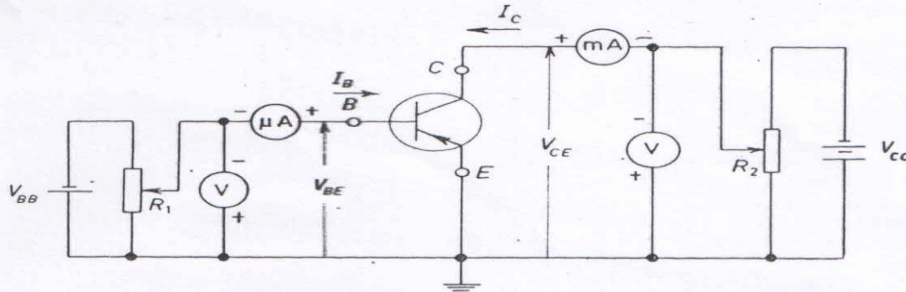 I_C
+ mA −
C
I_B
B
− μA +
V_CE
− V +
R_2
V_CC
V_BB
R_1
− V +
V_BE
E